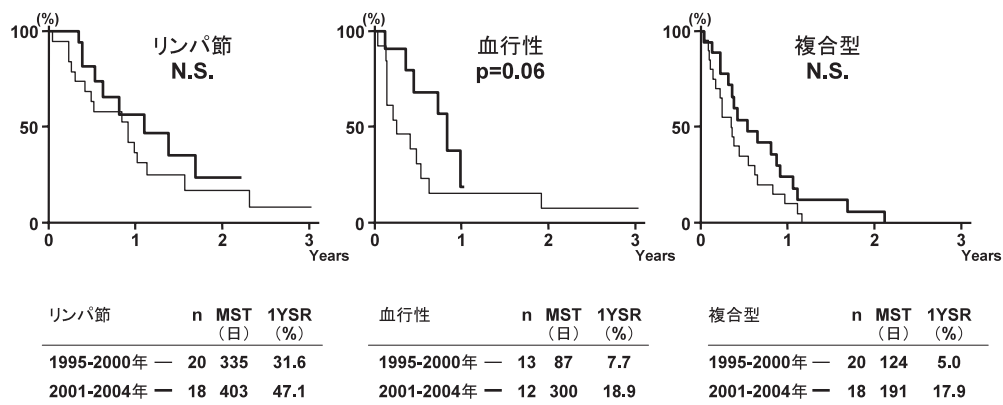 (%)
100
50
0
0 1 2 3
Years
リンパ節
N.S.
(%)
100
50
0
0 1 2 3
Years
血行性
p=0.06
(%)
100
50
0
0 1 2 3
Years
複合型
N.S.
リンパ節 n MST 1YSR
(日) (%)
1995-2000年 — 20 335 31.6
2001-2004年 — 18 403 47.1
血行性 n MST 1YSR
(日) (%)
1995-2000年 — 13 87 7.7
2001-2004年 — 12 300 18.9
複合型 n MST 1YSR
(日) (%)
1995-2000年 — 20 124 5.0
2001-2004年 — 18 191 17.9